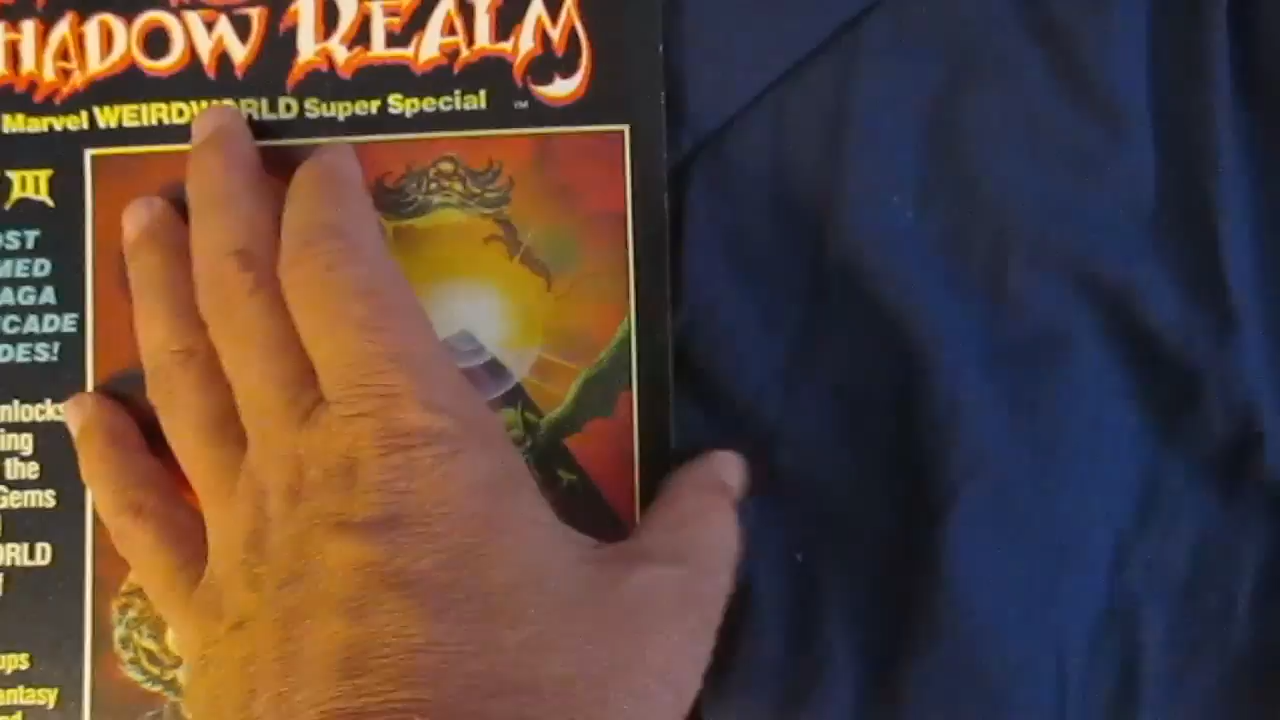 HADOW REALM
Marvel WEIRDWORLD Super Special ™
III
OST
MED
AGA
CADE
DES!
nlocks
ing
the
Gems
ORLD
ups
antasy